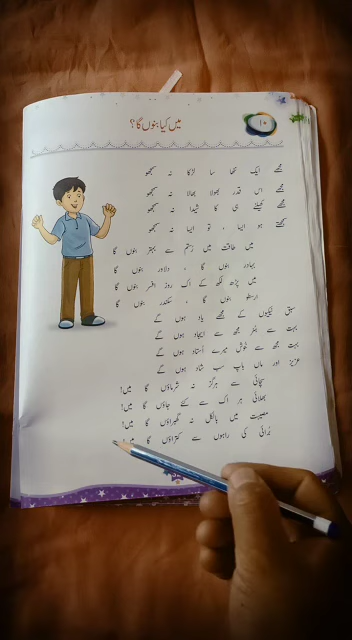 ۱۰
میں کیا بنوں گا؟
مجھے ایک ننھا سا لڑکا نہ سمجھو
مجھے اس قدر بھولا بھالا نہ سمجھو
مجھے کھیلنے ہی کا شیدا نہ سمجھو
سمجھتے ہو ایسا ، تو ایسا نہ سمجھو
میں طاقت میں رستم سے بہتر بنوں گا
بہادر بنوں گا ، دلاور بنوں گا
میں پڑھ لکھ کے اک روز افسر بنوں گا
ارسطو بنوں گا ، سکندر بنوں گا
سبق نیکیوں کے مجھے یاد ہوں گے
بہت سے ہنر مجھ سے ایجاد ہوں گے
بہت مجھ سے خوش میرے اُستاد ہوں گے
عزیز اور ماں باپ سب شاد ہوں گے
سچائی سے ہرگز نہ شرماؤں گا میں!
بھلائی ہر اک سے کیے جاؤں گا میں!
مصیبت میں بالکل نہ گھبراؤں گا میں!
بُرائی کی راہوں سے کتراؤں گا میں!